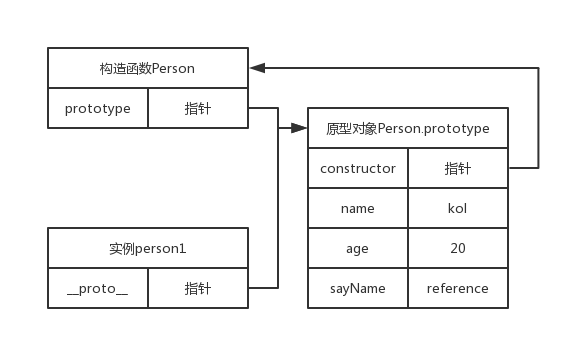 构造函数Person
prototype 指针
原型对象Person.prototype
constructor 指针
name kol
age 20
sayName reference
实例person1
__proto__ 指针